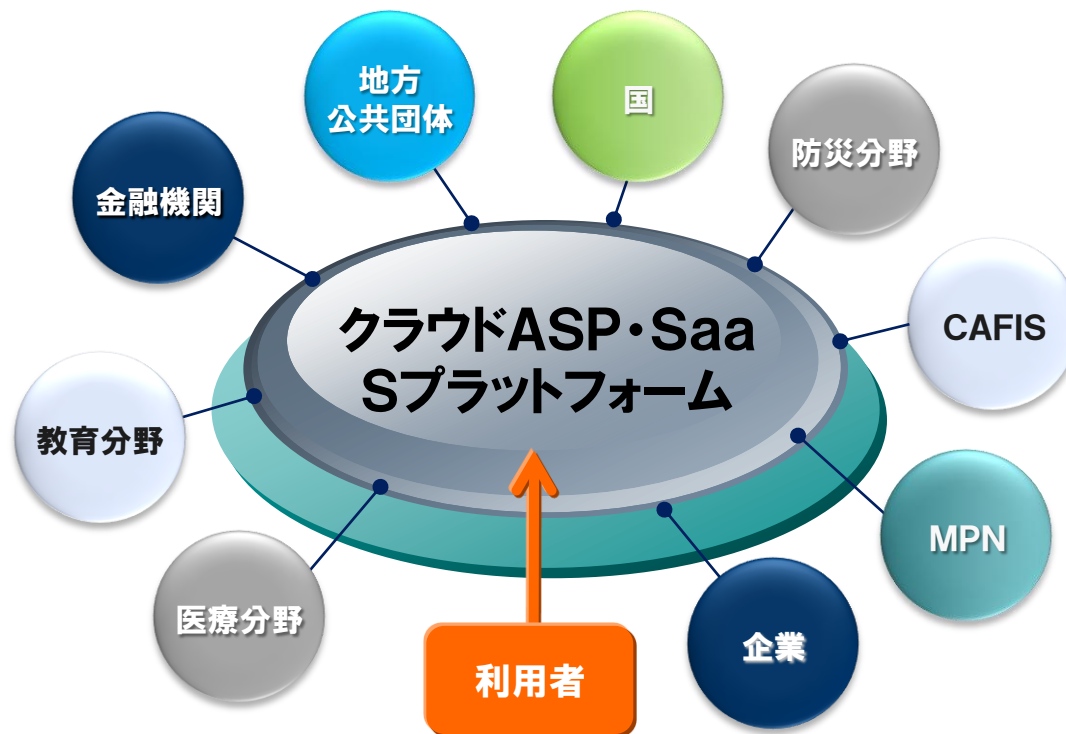 地方
公共団体
国
防災分野
金融機関
クラウドASP・Saa
Sプラットフォーム
CAFIS
教育分野
MPN
医療分野
企業
利用者